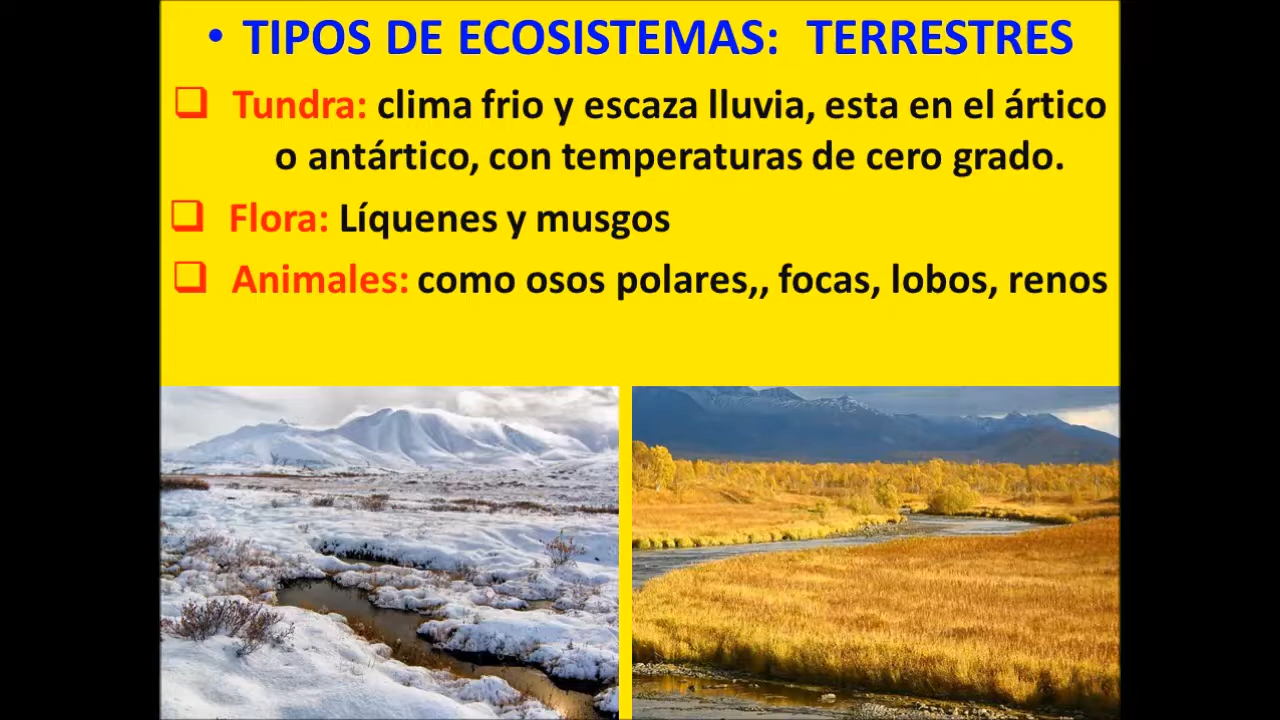 • TIPOS DE ECOSISTEMAS: TERRESTRES
❑ Tundra: clima frio y escaza lluvia, esta en el ártico
o antártico, con temperaturas de cero grado.
❑ Flora: Líquenes y musgos
❑ Animales: como osos polares,, focas, lobos, renos